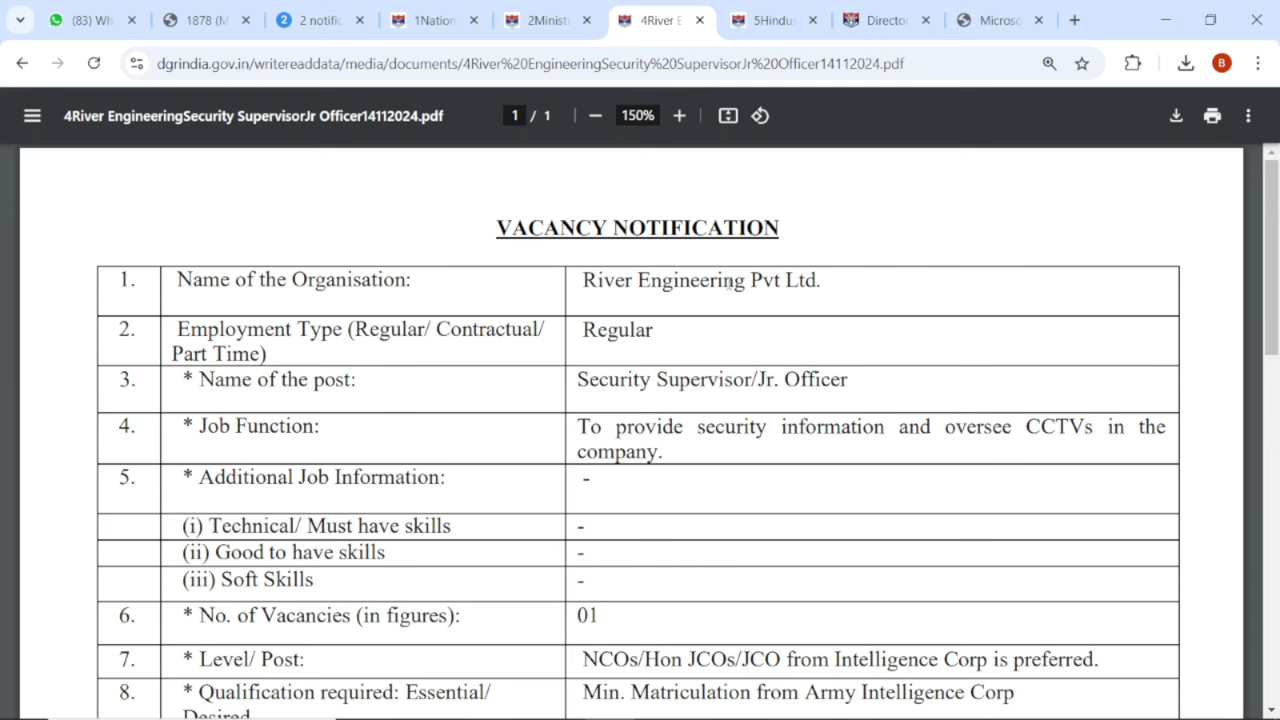 (83) Wh
1878 (M
2
2 notific
1Nation
2Minist
4River E
5Hindu
Directo
Microso
dgrindia.gov.in/writereaddata/media/documents/4River%20EngineeringSecurity%20SupervisorJr%20Officer14112024.pdf
B
4River EngineeringSecurity SupervisorJr Officer14112024.pdf
1 / 1
150%
VACANCY NOTIFICATION
1. Name of the Organisation: River Engineering Pvt Ltd.
2. Employment Type (Regular/ Contractual/ Regular
Part Time)
3. * Name of the post: Security Supervisor/Jr. Officer
4. * Job Function: To provide security information and oversee CCTVs in the
company.
5. * Additional Job Information: -
(i) Technical/ Must have skills -
(ii) Good to have skills -
(iii) Soft Skills -
6. * No. of Vacancies (in figures): 01
7. * Level/ Post: NCOs/Hon JCOs/JCO from Intelligence Corp is preferred.
8. * Qualification required: Essential/ Min. Matriculation from Army Intelligence Corp
Desired